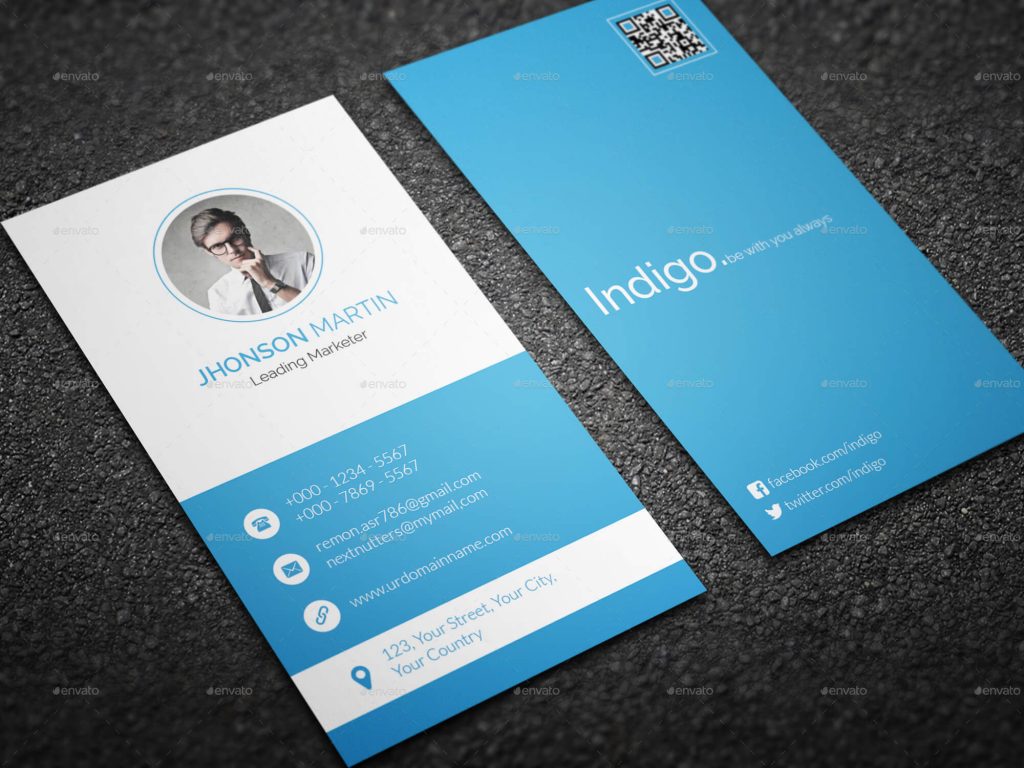 JHONSON MARTIN
Leading Marketer
+000 - 1234 - 5567
+000 - 7869 - 5567
remon.asr786@gmail.com
nextnutters@mymail.com
www.urdomainname.com
123, Your Street, Your City,
Your Country
Indigo. be with you always
facebook.com/indigo
twitter.com/indigo
envato